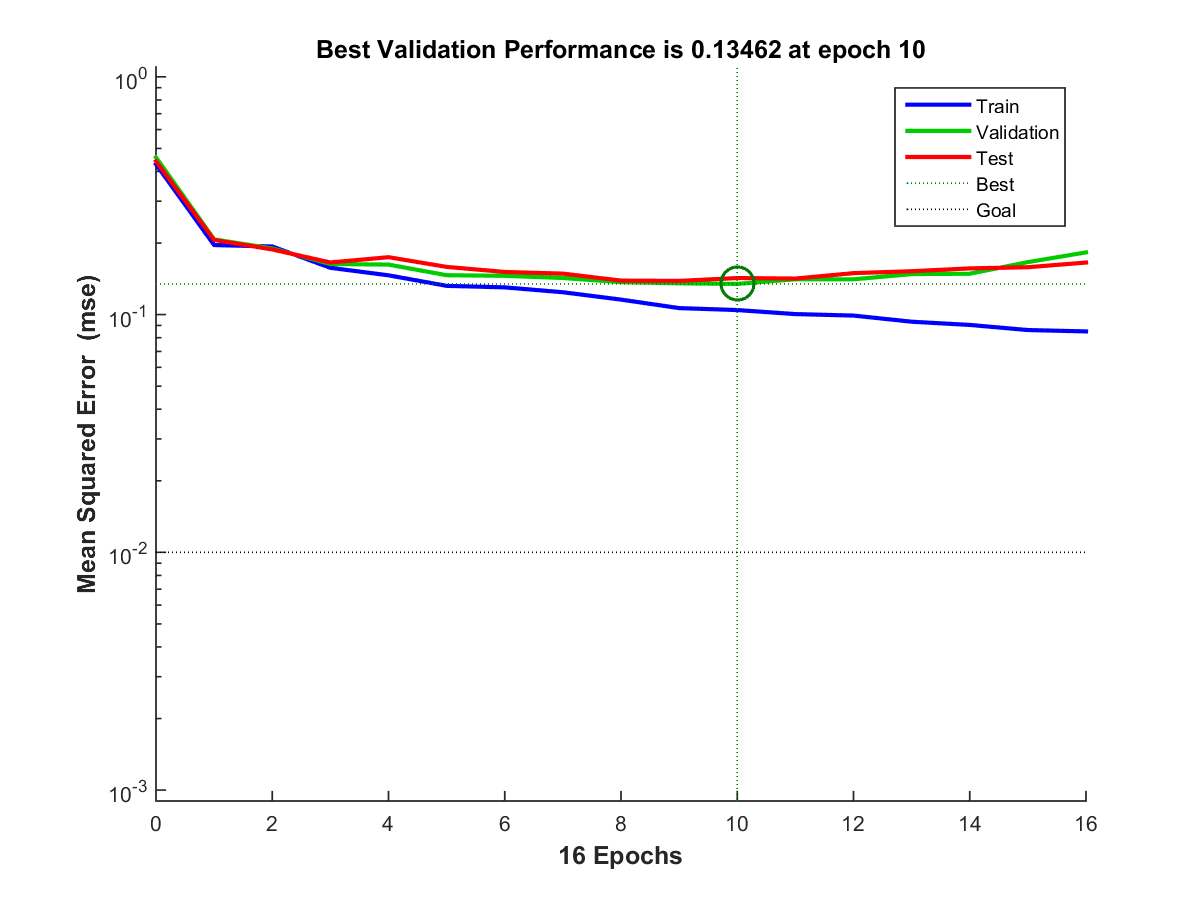 Best Validation Performance is 0.13462 at epoch 10
10^0
10^-1
10^-2
10^-3
Mean Squared Error (mse)
Train
Validation
Test
Best
Goal
0 2 4 6 8 10 12 14 16
16 Epochs